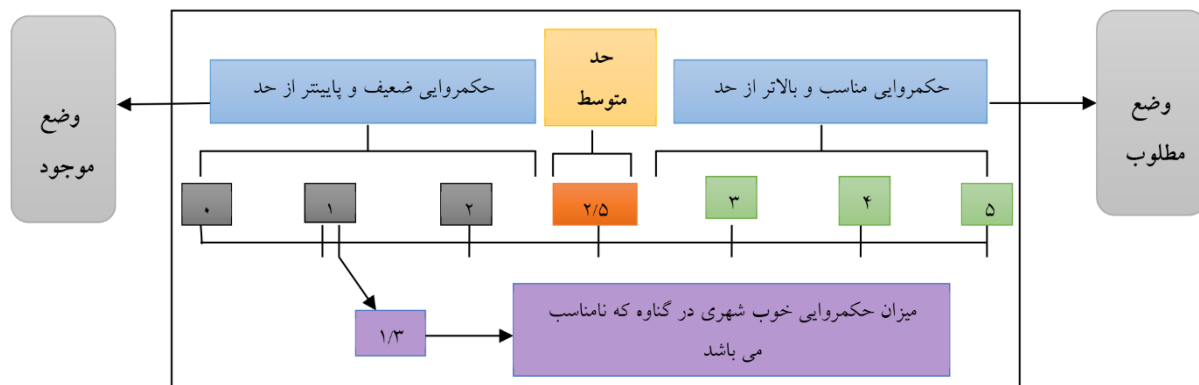 وضع
مطلوب
حکمروایی مناسب و بالاتر از حد
حد
متوسط
حکمروایی ضعیف و پایینتر از حد
وضع
موجود
۰
۱
۲
۲/۵
۳
۴
۵
۱/۳
میزان حکمروایی خوب شهری در گناوه که نامناسب
می باشد